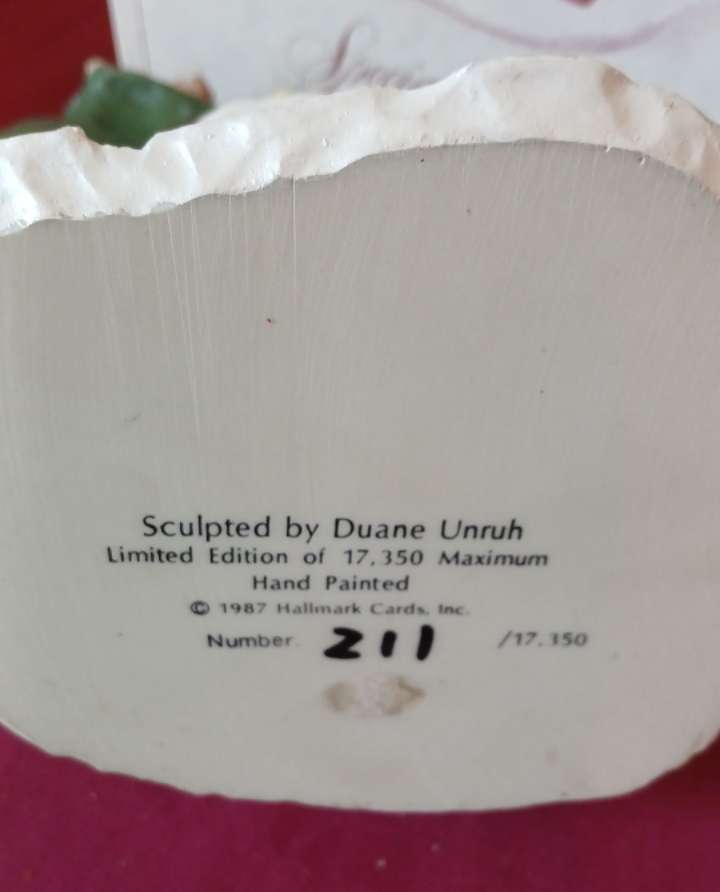 Sculpted by Duane Unruh
Limited Edition of 17,350 Maximum
Hand Painted
© 1987 Hallmark Cards, Inc.
Number 211 /17,350